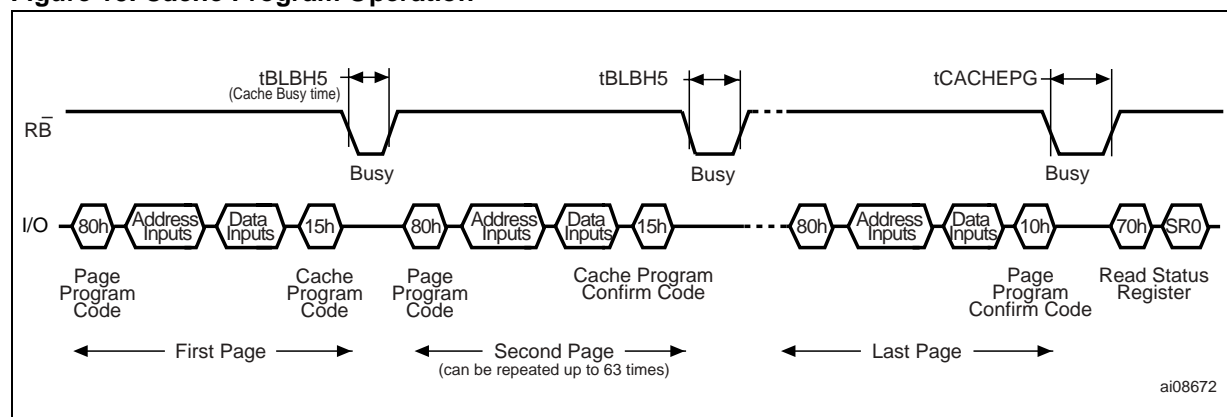 Cache Program Operation
tBLBH5
(Cache Busy time)
tBLBH5
tCACHEPG
RB̅
Busy
Busy
Busy
I/O
80h
Address
Inputs
Data
Inputs
15h
80h
Address
Inputs
Data
Inputs
15h
80h
Address
Inputs
Data
Inputs
10h
70h
SR0
Page
Program
Code
Cache
Program
Code
Page
Program
Code
Cache Program
Confirm Code
Page
Program
Confirm Code
Read Status
Register
First Page
Second Page
(can be repeated up to 63 times)
Last Page
ai08672